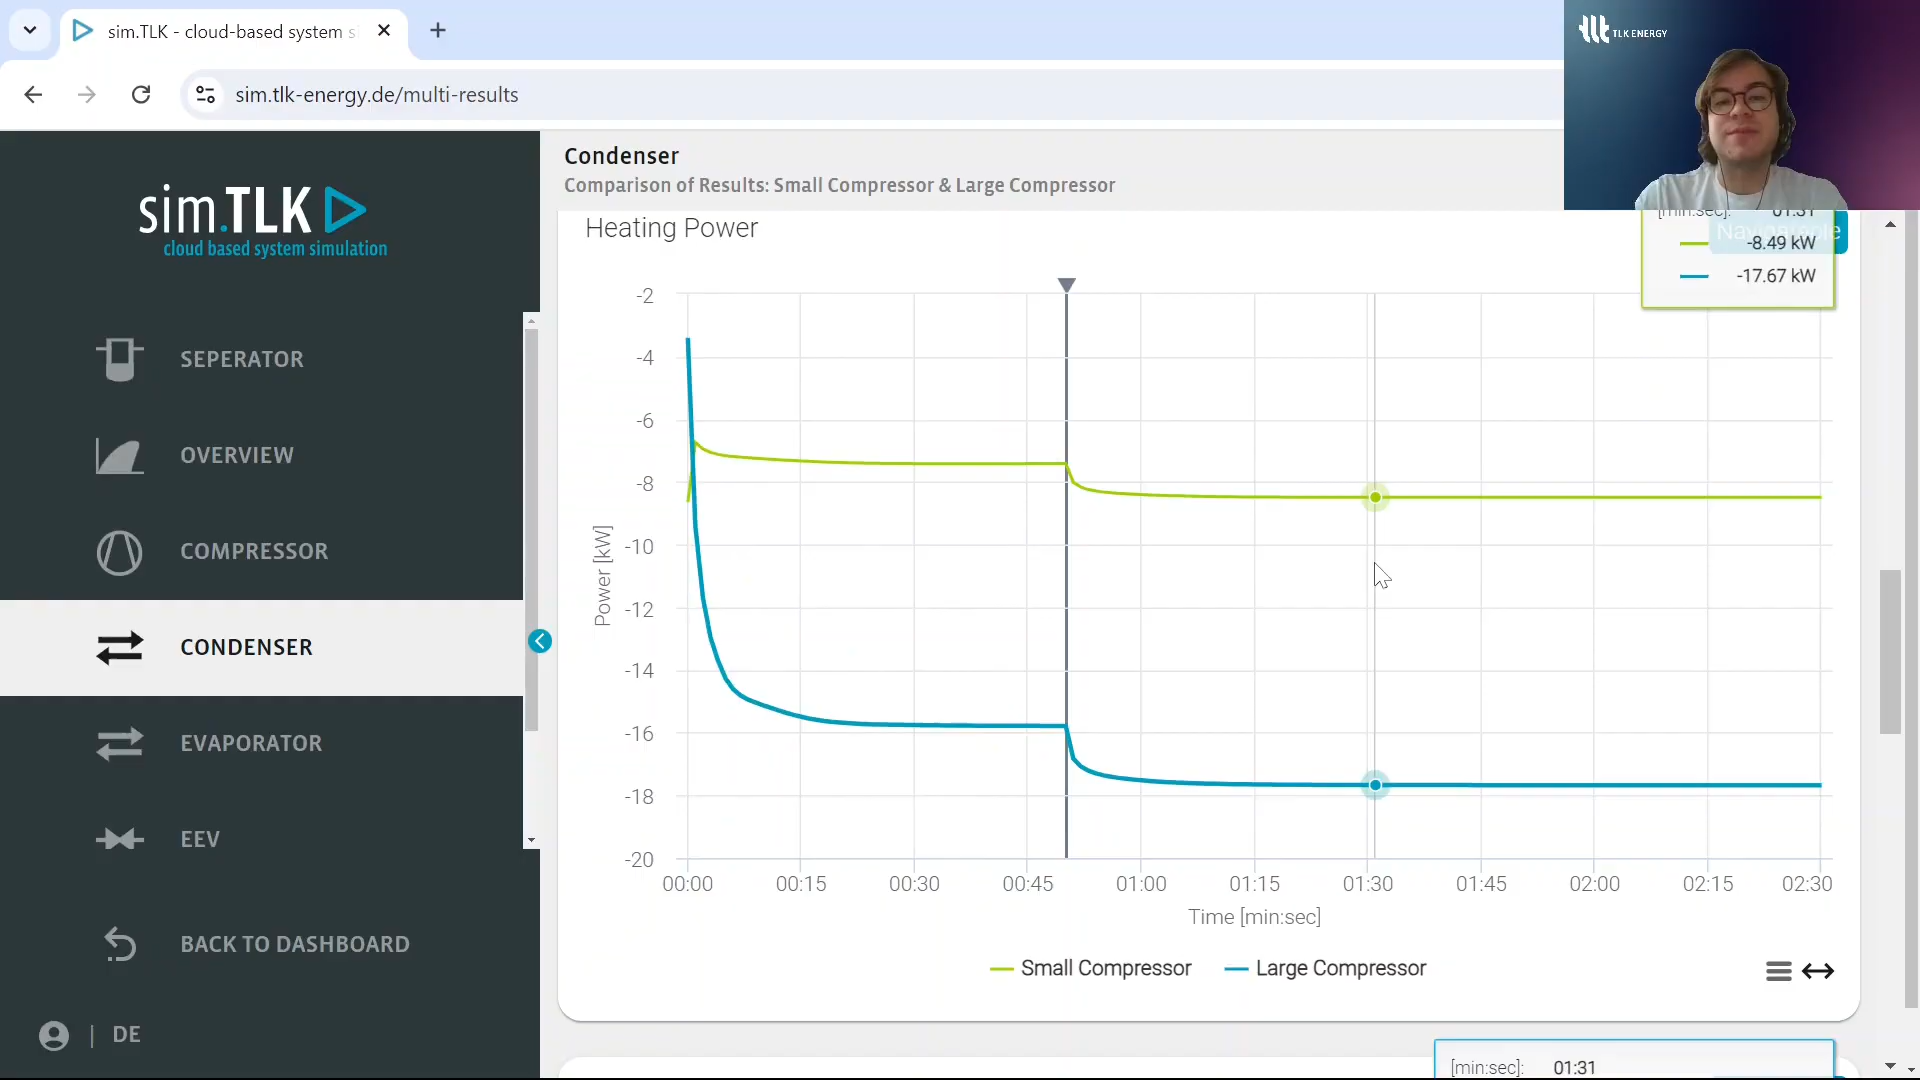 sim.TLK - cloud-based system s
sim.tlk-energy.de/multi-results
TLK ENERGY
sim.TLK
cloud based system simulation
SEPERATOR
OVERVIEW
COMPRESSOR
CONDENSER
EVAPORATOR
EEV
BACK TO DASHBOARD
| DE
Condenser
Comparison of Results: Small Compressor & Large Compressor
Heating Power
[min:sec]: 01:31
-8.49 kW
-17.67 kW
-2
-4
-6
-8
-10
-12
-14
-16
-18
-20
Power [kW]
00:00 00:15 00:30 00:45 01:00 01:15 01:30 01:45 02:00 02:15 02:30
Time [min:sec]
Small Compressor Large Compressor
[min:sec]: 01:31